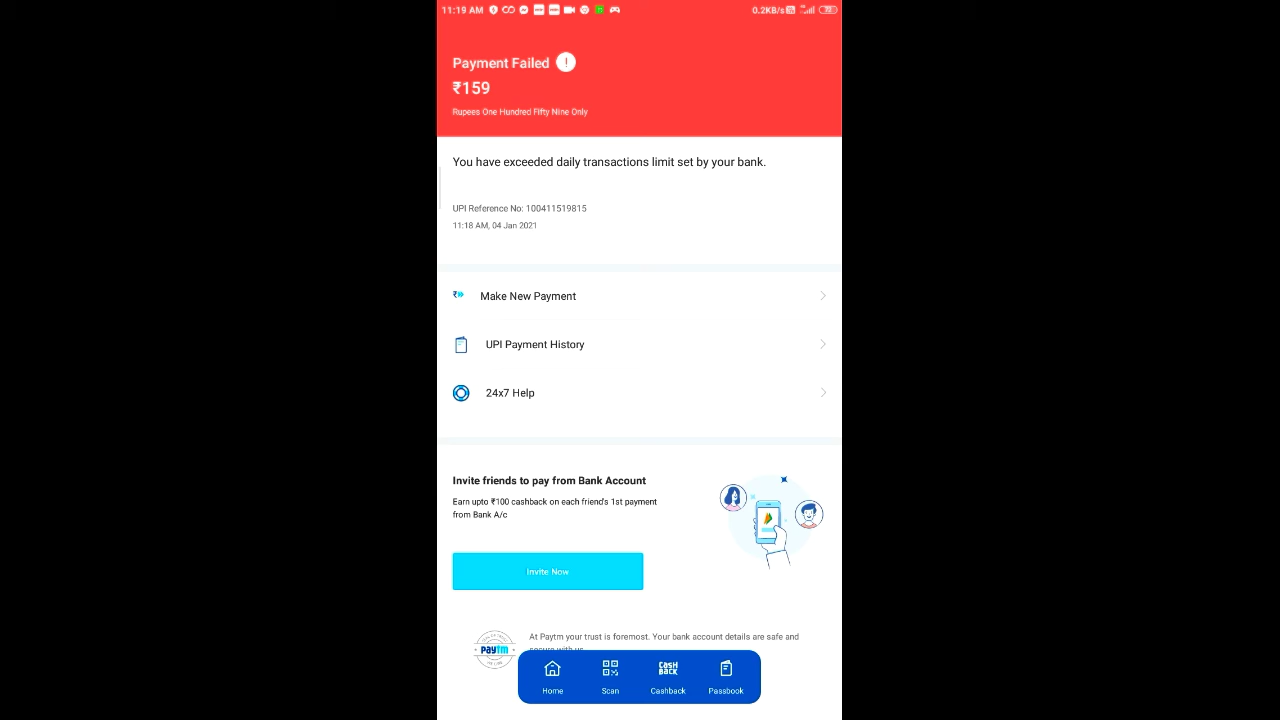 11:19 AM
0.2KB/s
Payment Failed !
₹159
Rupees One Hundred Fifty Nine Only
You have exceeded daily transactions limit set by your bank.
UPI Reference No: 100411519815
11:18 AM, 04 Jan 2021
₹ Make New Payment
UPI Payment History
24x7 Help
Invite friends to pay from Bank Account
Earn upto ₹100 cashback on each friend's 1st payment
from Bank A/c
Invite Now
At Paytm your trust is foremost. Your bank account details are safe and
secure with us
paytm
CASH
BACK
Home Scan Cashback Passbook